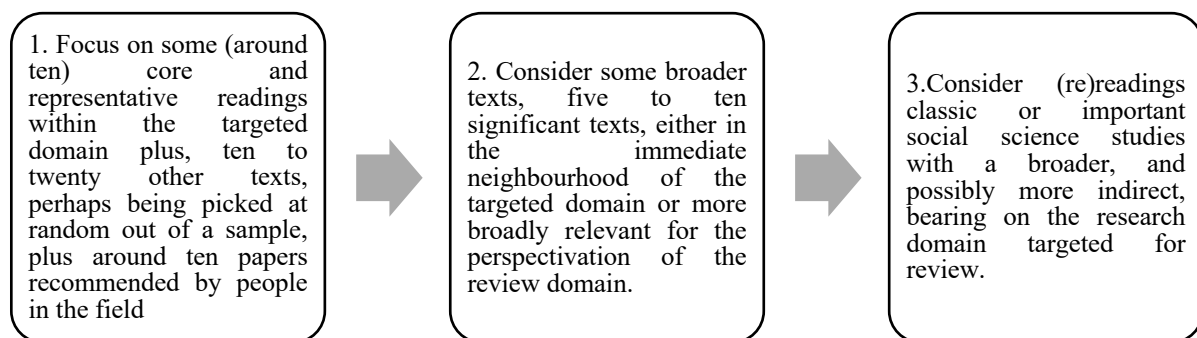 1. Focus on some (around
ten) core and
representative readings
within the targeted
domain plus, ten to
twenty other texts,
perhaps being picked at
random out of a sample,
plus around ten papers
recommended by people
in the field
2. Consider some broader
texts, five to ten
significant texts, either in
the immediate
neighbourhood of the
targeted domain or more
broadly relevant for the
perspectivation of the
review domain.
3.Consider (re)readings
classic or important
social science studies
with a broader, and
possibly more indirect,
bearing on the research
domain targeted for
review.